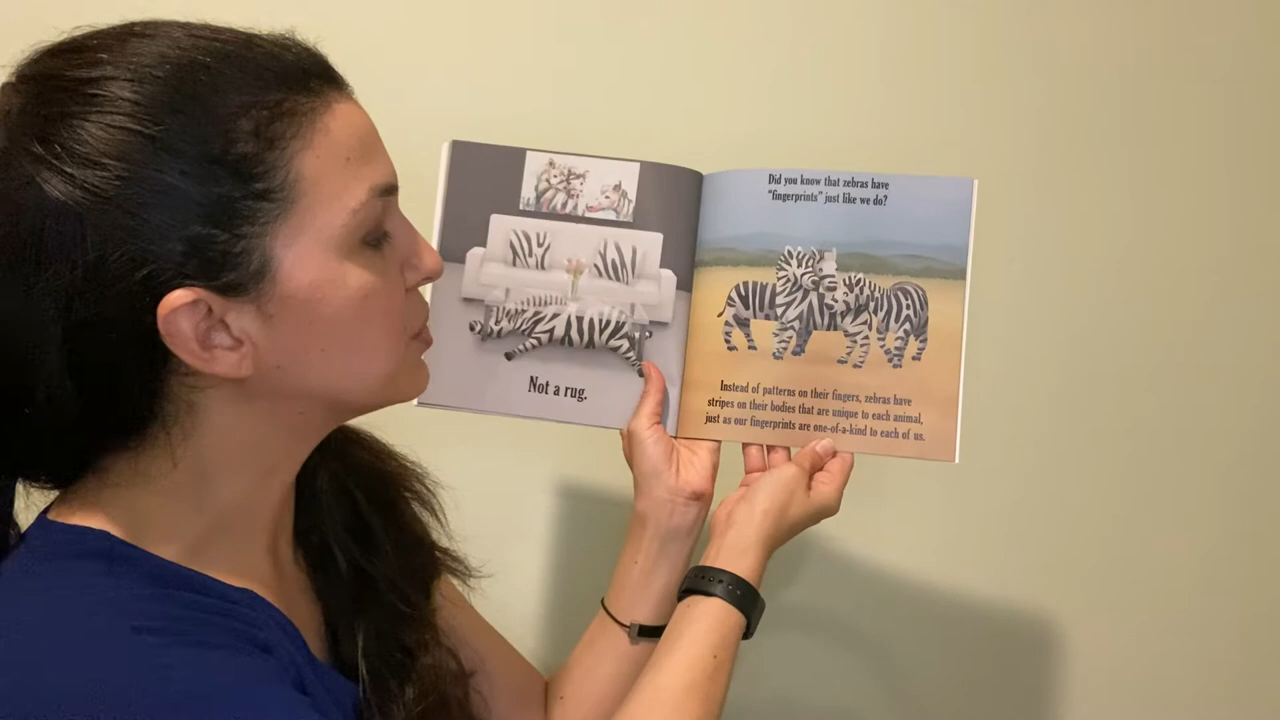 Not a rug.
Did you know that zebras have
"fingerprints" just like we do?
Instead of patterns on their fingers, zebras have
stripes on their bodies that are unique to each animal,
just as our fingerprints are one-of-a-kind to each of us.